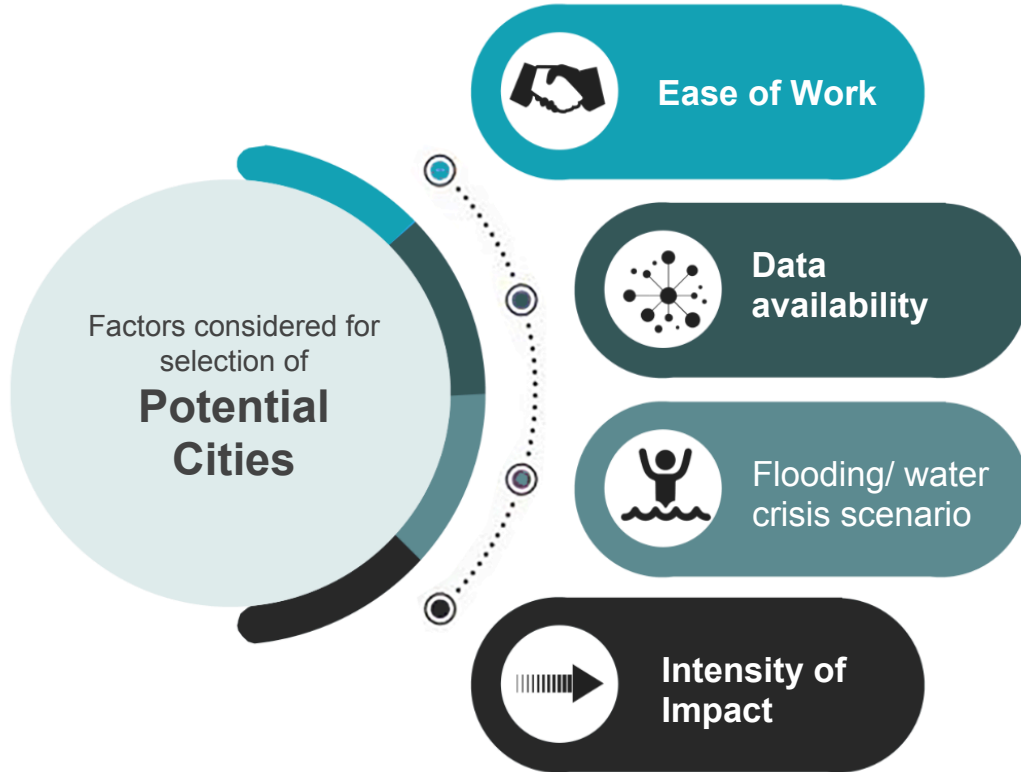 Factors considered for
selection of
Potential
Cities
Ease of Work
Data
availability
Flooding/ water
crisis scenario
Intensity of
Impact